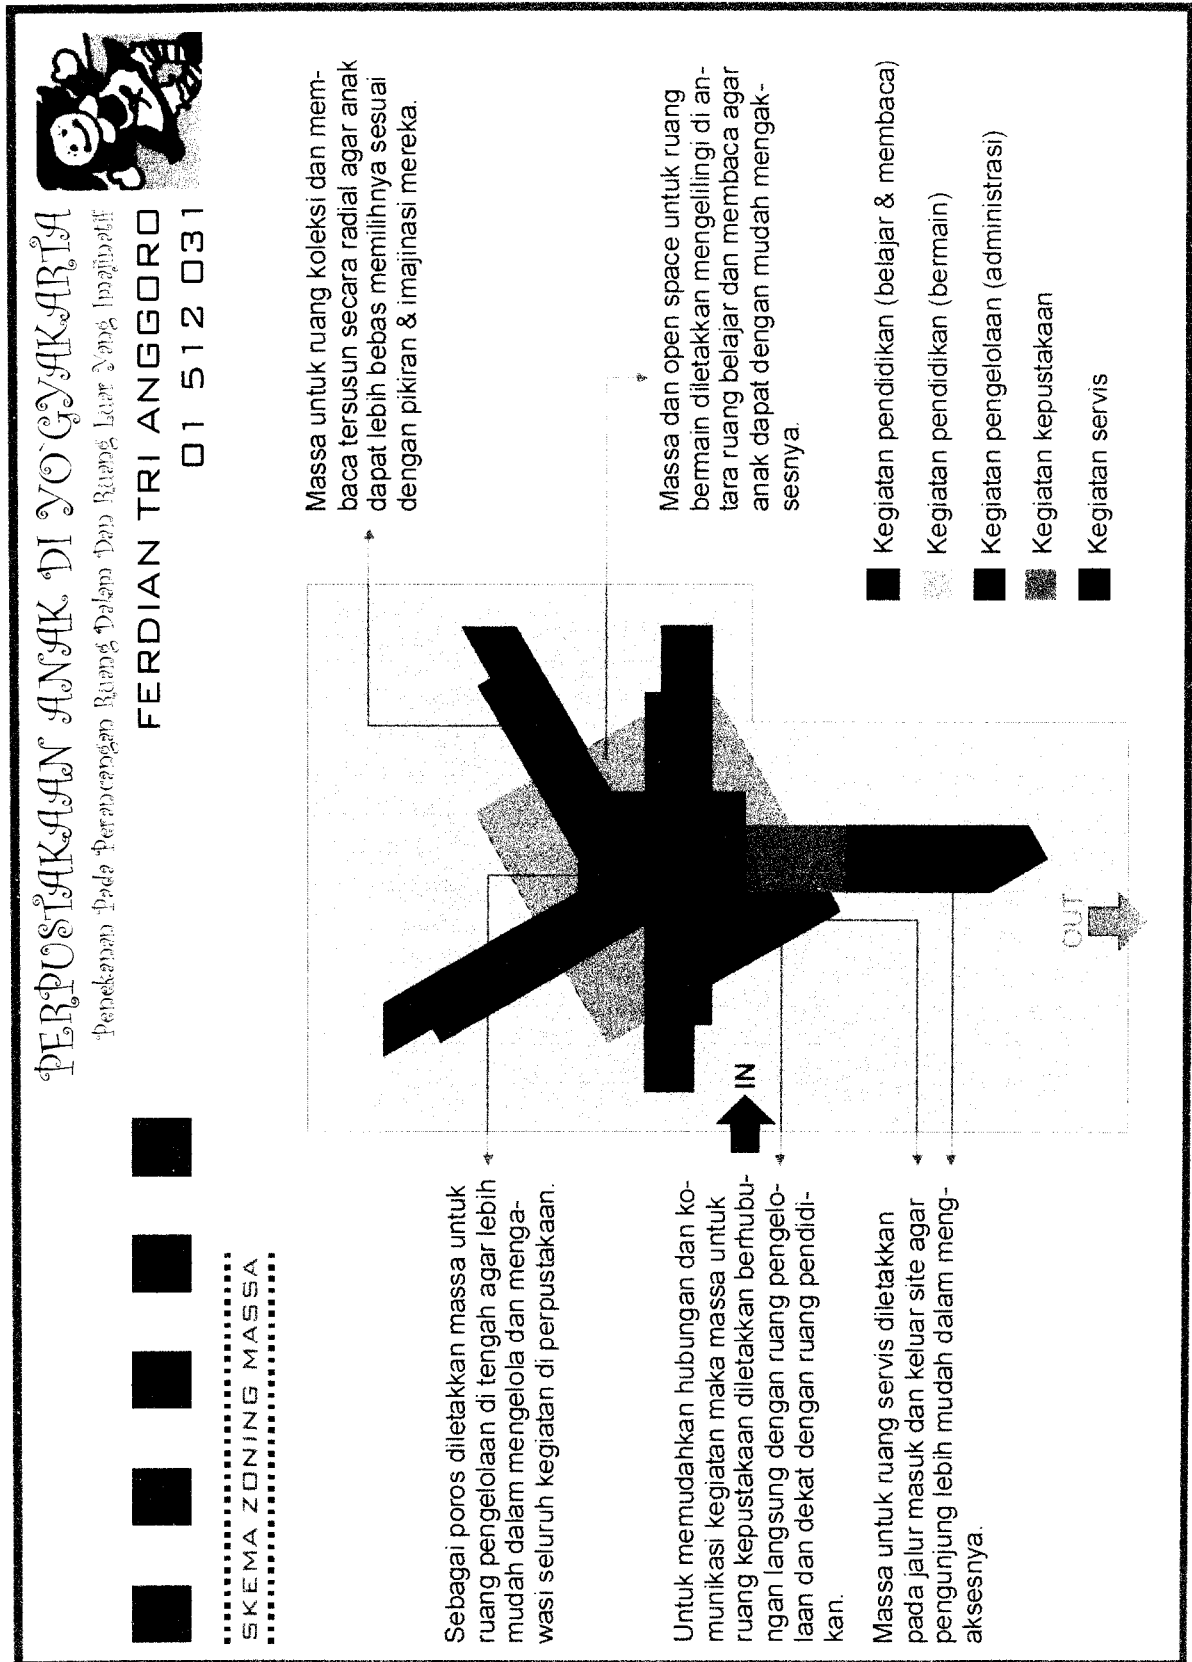 PERPUSTAKAAN ANAK DI YOGYAKARTA
Penekanan Pada Perancangan Ruang Dalam Dan Ruang Luar Yang Imajinatif
FERDIAN TRI ANGGORO
01 512 031
SKEMA ZONING MASSA
Sebagai poros diletakkan massa untuk
ruang pengelolaan di tengah agar lebih
mudah dalam mengelola dan menga-
wasi seluruh kegiatan di perpustakaan.
Untuk memudahkan hubungan dan ko-
munikasi kegiatan maka massa untuk
ruang kepustakaan diletakkan berhubu-
ngan langsung dengan ruang pengelo-
laan dan dekat dengan ruang pendidi-
kan.
Massa untuk ruang servis diletakkan
pada jalur masuk dan keluar site agar
pengunjung lebih mudah dalam meng-
aksesnya.
IN
OUT
Massa untuk ruang koleksi dan mem-
baca tersusun secara radial agar anak
dapat lebih bebas memilihnya sesuai
dengan pikiran & imajinasi mereka.
Massa dan open space untuk ruang
bermain diletakkan mengelilingi di an-
tara ruang belajar dan membaca agar
anak dapat dengan mudah mengak-
sesnya.
Kegiatan pendidikan (belajar & membaca)
Kegiatan pendidikan (bermain)
Kegiatan pengelolaan (administrasi)
Kegiatan kepustakaan
Kegiatan servis